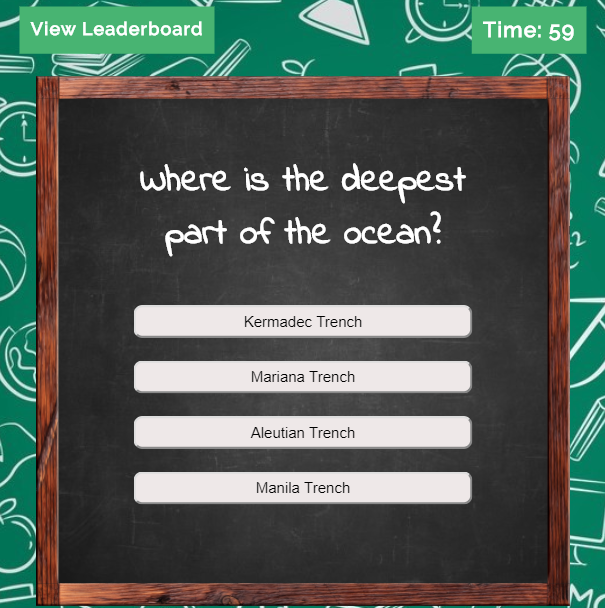 View Leaderboard
Time: 59
where is the deepest
part of the ocean?
Kermadec Trench
Mariana Trench
Aleutian Trench
Manila Trench